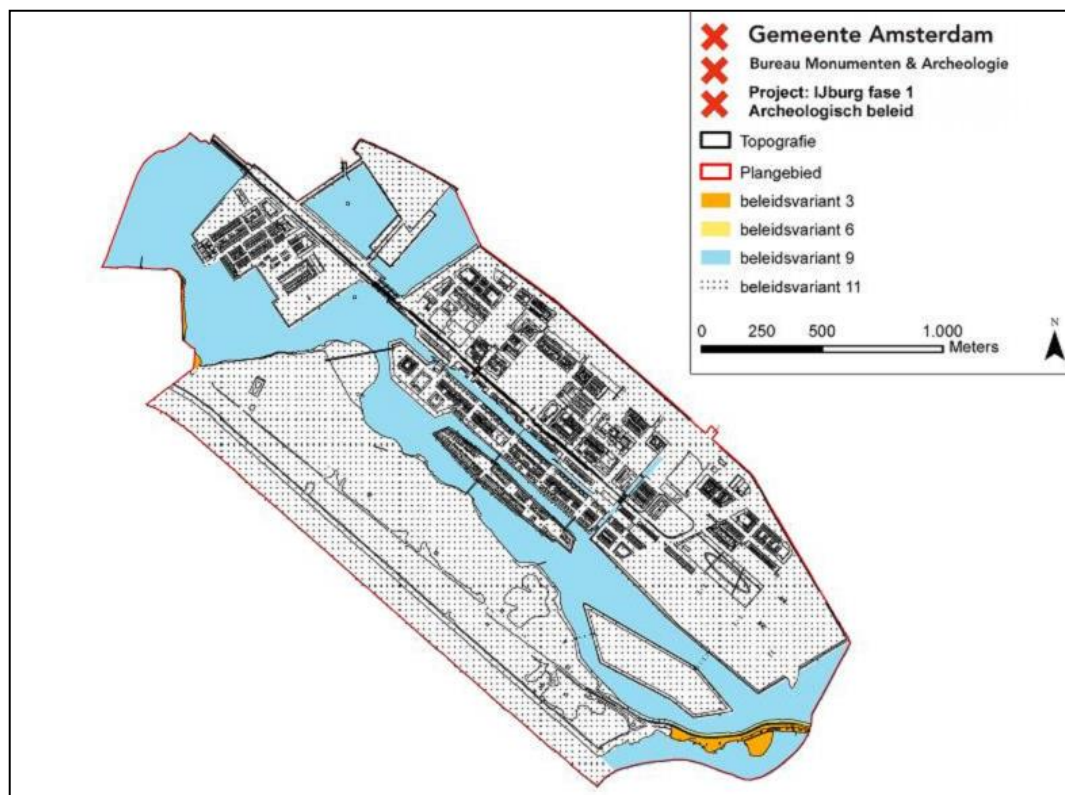 Gemeente Amsterdam
Bureau Monumenten & Archeologie
Project: IJburg fase 1
Archeologisch beleid
Topografie
Plangebied
beleidsvariant 3
beleidsvariant 6
beleidsvariant 9
beleidsvariant 11
0 250 500 1.000
Meters
N